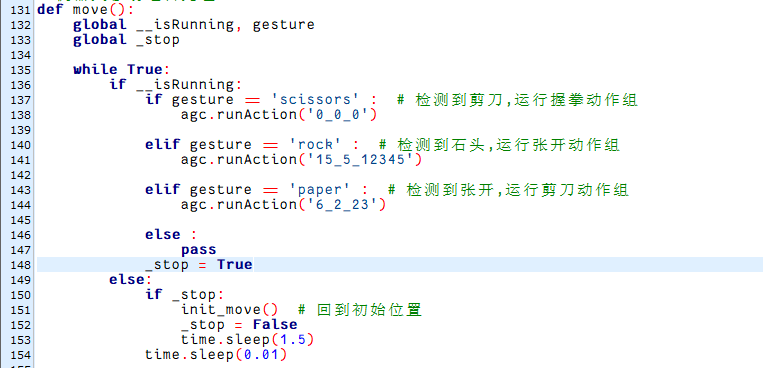 131 def move():
132     global __isRunning, gesture
133     global _stop
134
135     while True:
136         if __isRunning:
137             if gesture == 'scissors' :  # 检测到剪刀,运行握拳动作组
138                 agc.runAction('0_0_0')
139
140             elif gesture == 'rock' :  # 检测到石头,运行张开动作组
141                 agc.runAction('15_5_12345')
142
143             elif gesture == 'paper' :  # 检测到张开,运行剪刀动作组
144                 agc.runAction('6_2_23')
145
146             else :
147                 pass
148             _stop = True
149         else:
150             if _stop:
151                 init_move()  # 回到初始位置
152                 _stop = False
153                 time.sleep(1.5)
154             time.sleep(0.01)